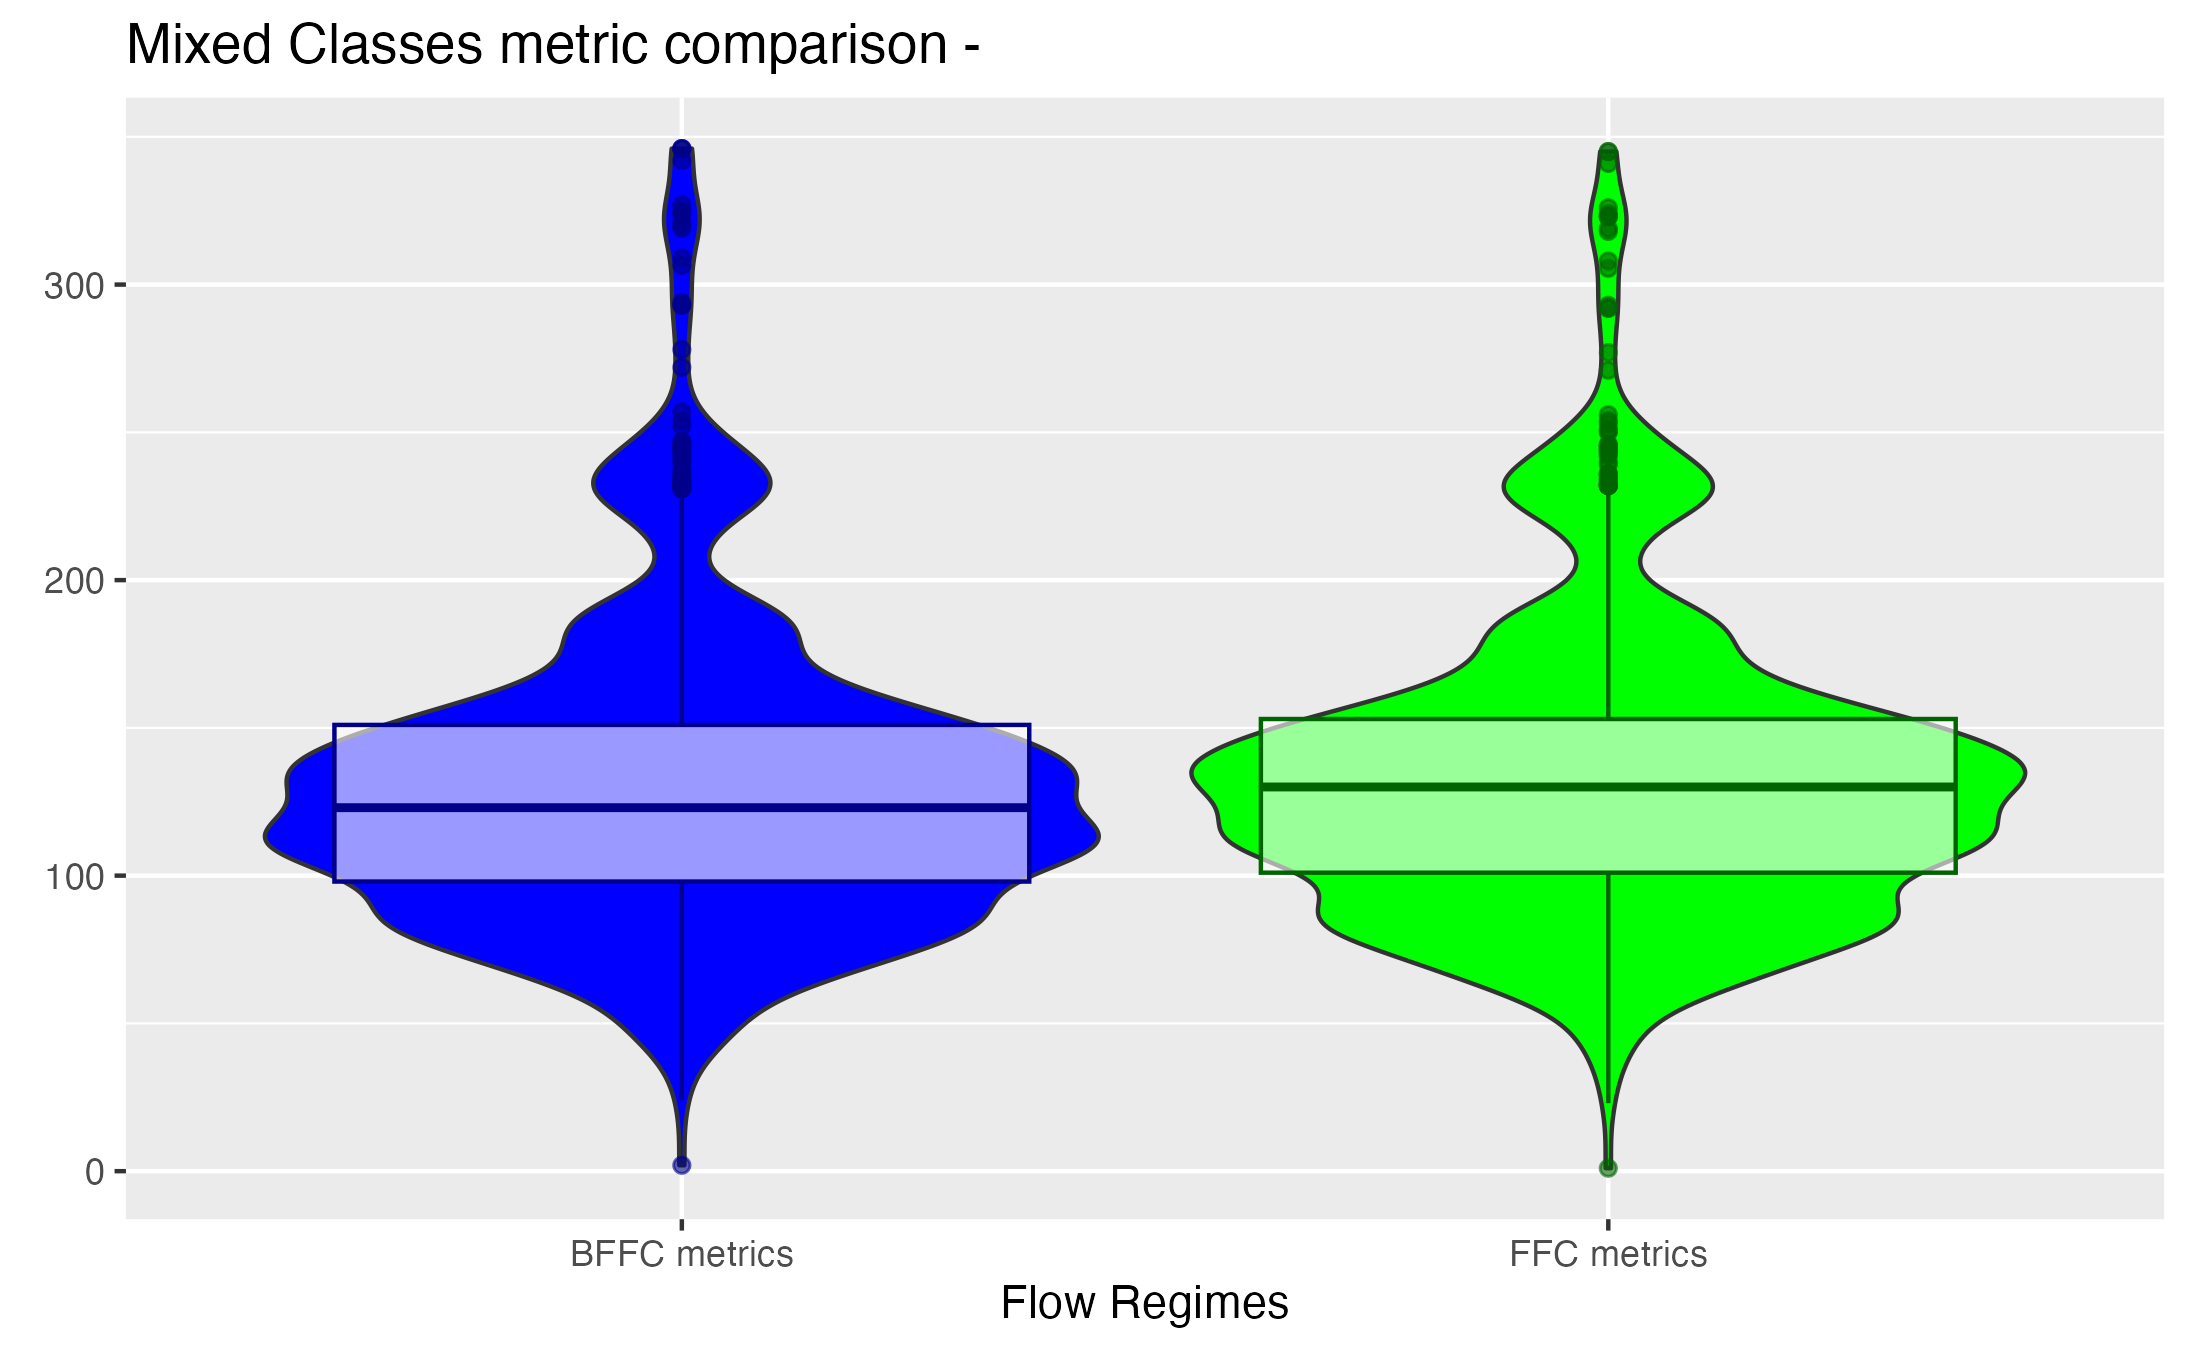 Mixed Classes metric comparison -
300
200
100
0
BFFC metrics
FFC metrics
Flow Regimes